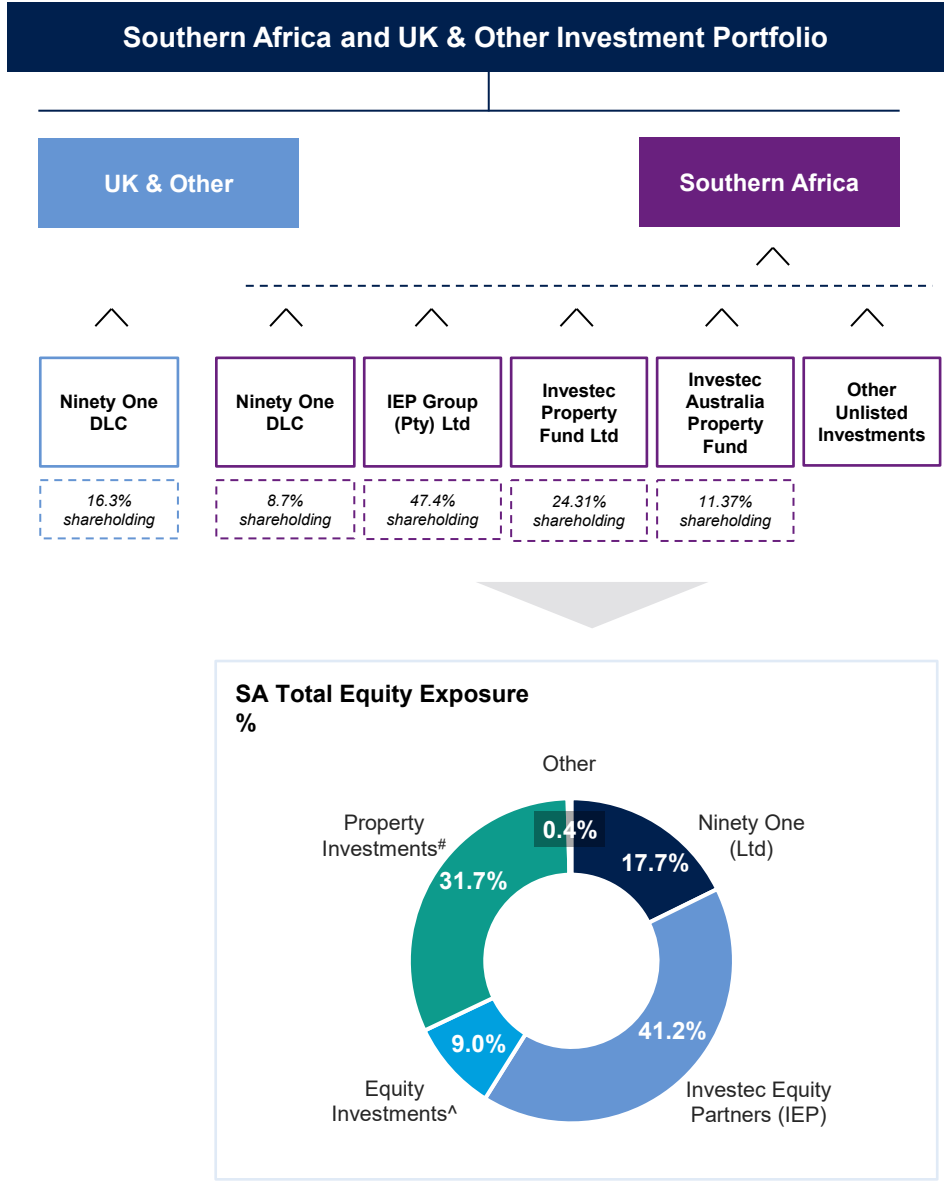 Southern Africa and UK & Other Investment Portfolio
UK & Other
Southern Africa
Ninety One
DLC
Ninety One
DLC
IEP Group
(Pty) Ltd
Investec
Property
Fund Ltd
Investec
Australia
Property
Fund
Other
Unlisted
Investments
16.3%
shareholding
8.7%
shareholding
47.4%
shareholding
24.31%
shareholding
11.37%
shareholding
SA Total Equity Exposure
%
Other
0.4%
Ninety One
(Ltd)
17.7%
Property
Investments#
31.7%
41.2%
Investec Equity
Partners (IEP)
9.0%
Equity
Investments^